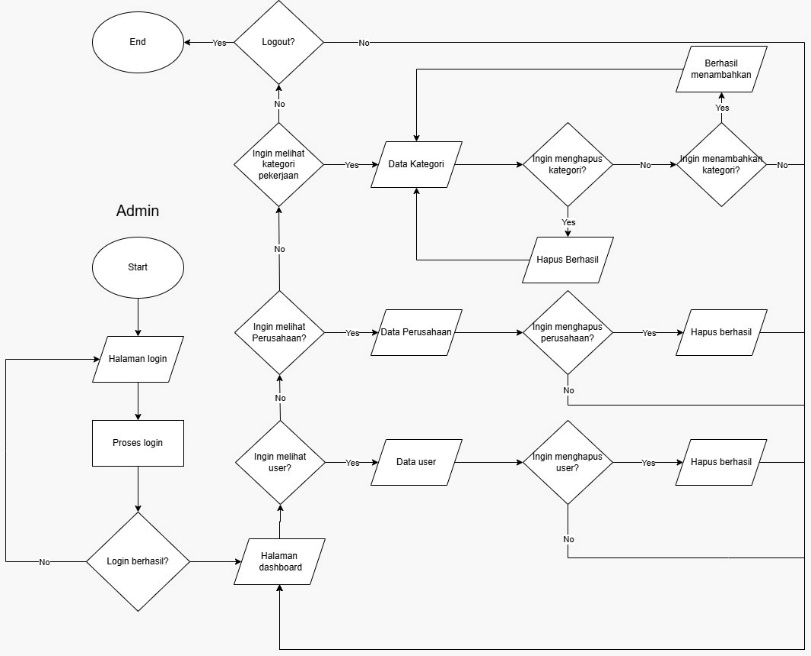 End
Yes
Logout?
No
Berhasil
menambahkan
Yes
No
Ingin melihat
kategori
pekerjaan
Yes
Data Kategori
Ingin menghapus
kategori?
No
Ingin menambahkan
kategori?
No
Yes
Hapus Berhasil
Admin
Start
No
Ingin melihat
Perusahaan?
Yes
Data Perusahaan
Ingin menghapus
perusahaan?
Yes
Hapus berhasil
No
Halaman login
No
Proses login
Ingin melihat
user?
Yes
Data user
Ingin menghapus
user?
Yes
Hapus berhasil
No
Login berhasil?
No
Halaman
dashboard